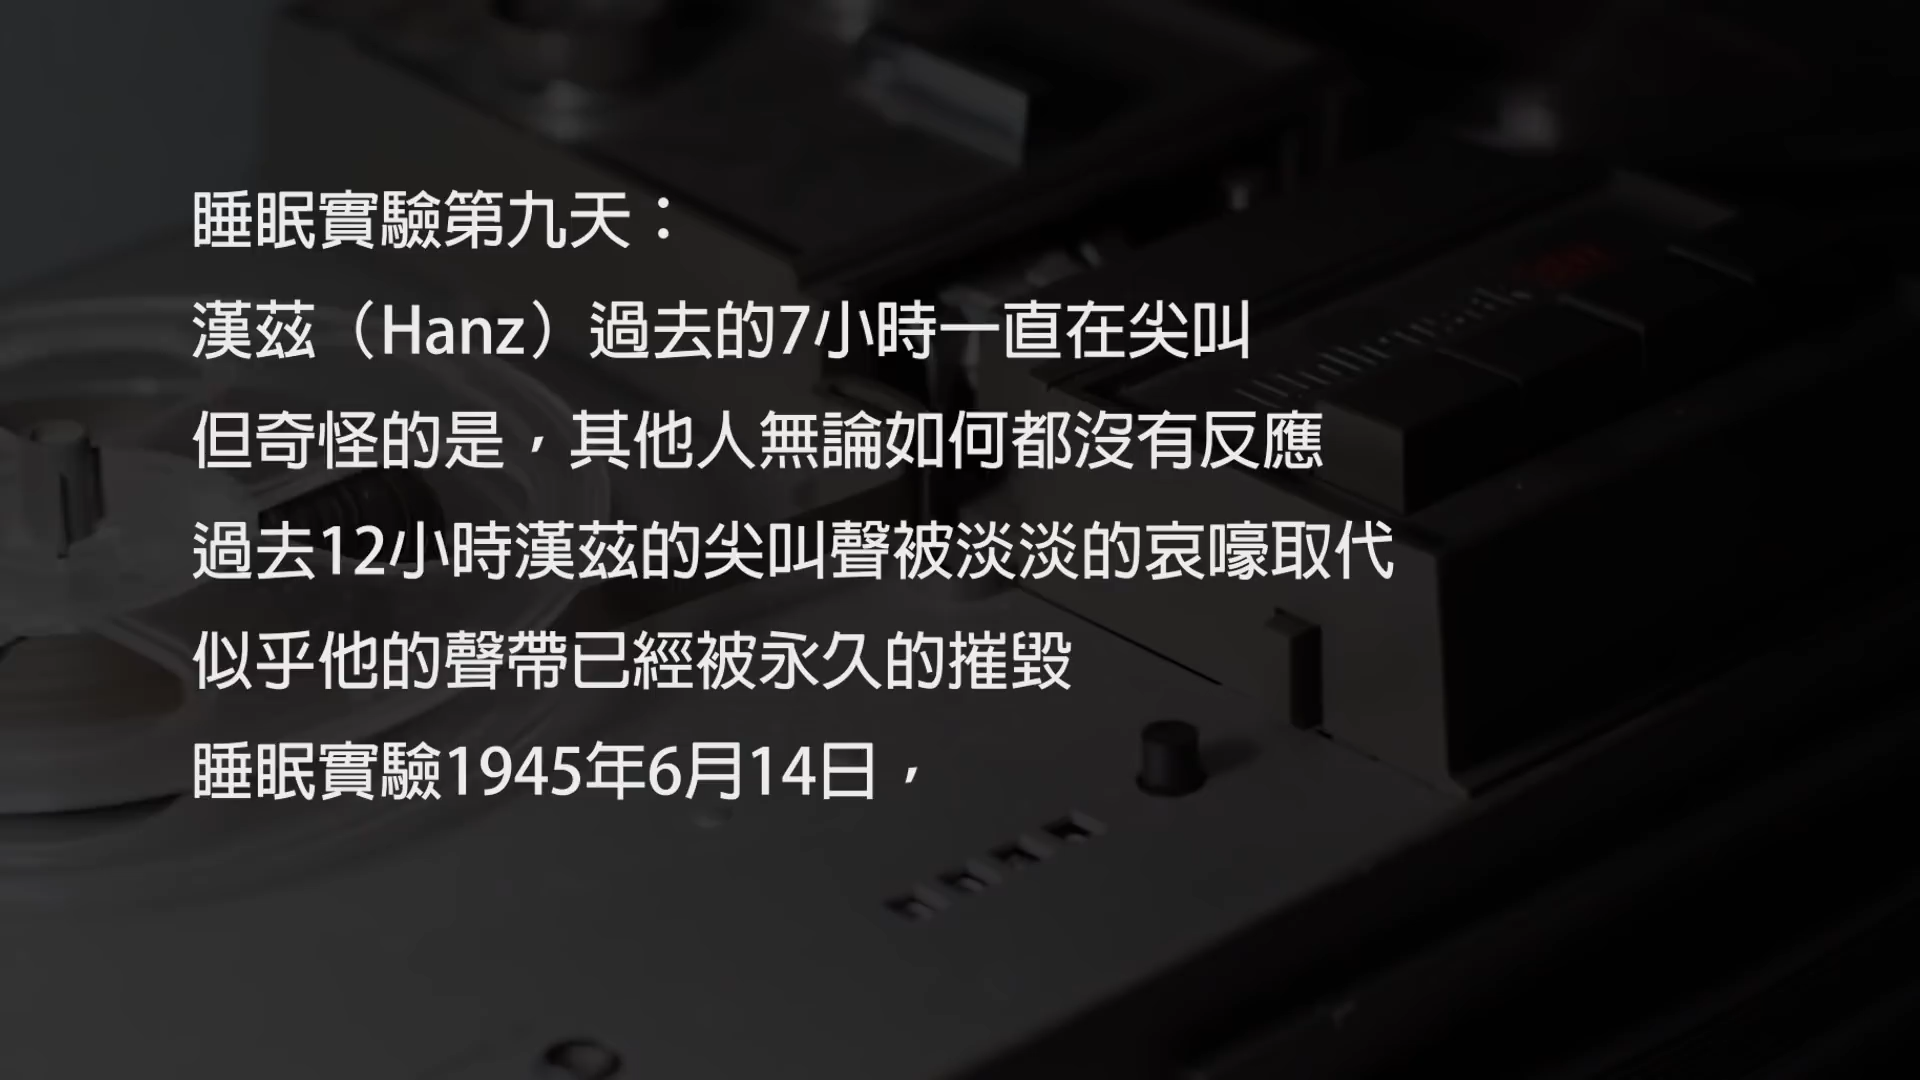 睡眠實驗第九天：
漢茲（Hanz）過去的7小時一直在尖叫
但奇怪的是，其他人無論如何都沒有反應
過去12小時漢茲的尖叫聲被淡淡的哀嚎取代
似乎他的聲帶已經被永久的摧毀
睡眠實驗1945年6月14日，